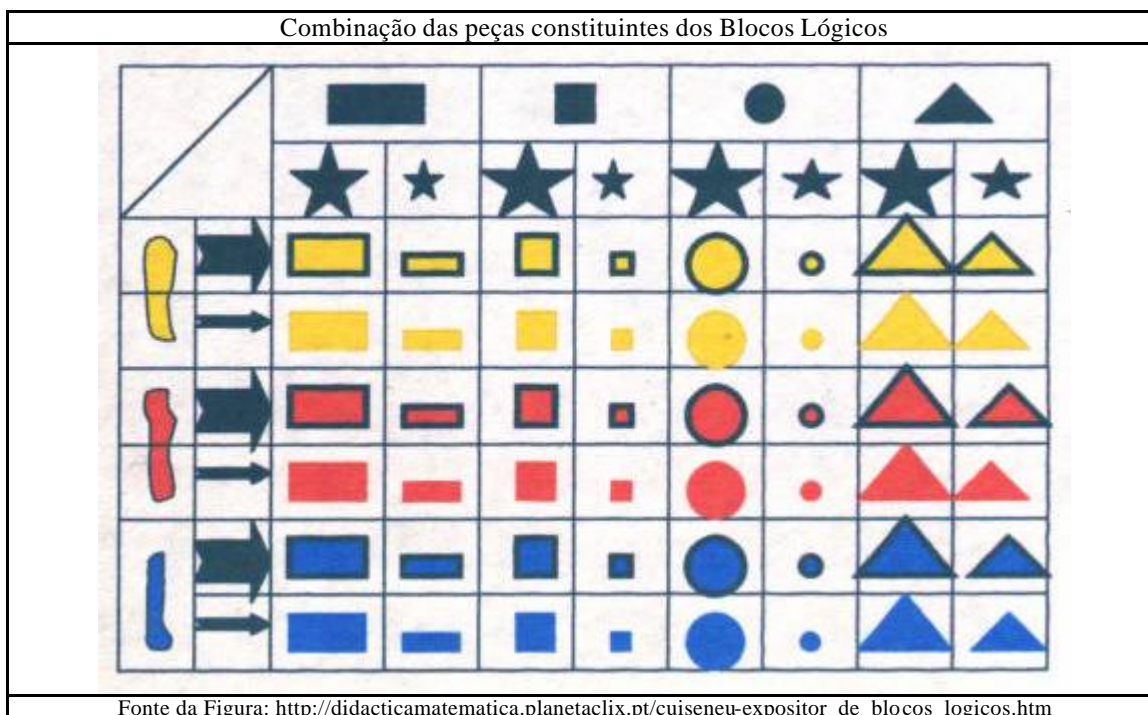 Combinação das peças constituintes dos Blocos Lógicos
Fonte da Figura: http://didacticamatematica.planetaclix.pt/cuiseneu-expositor_de_blocos_logicos.htm